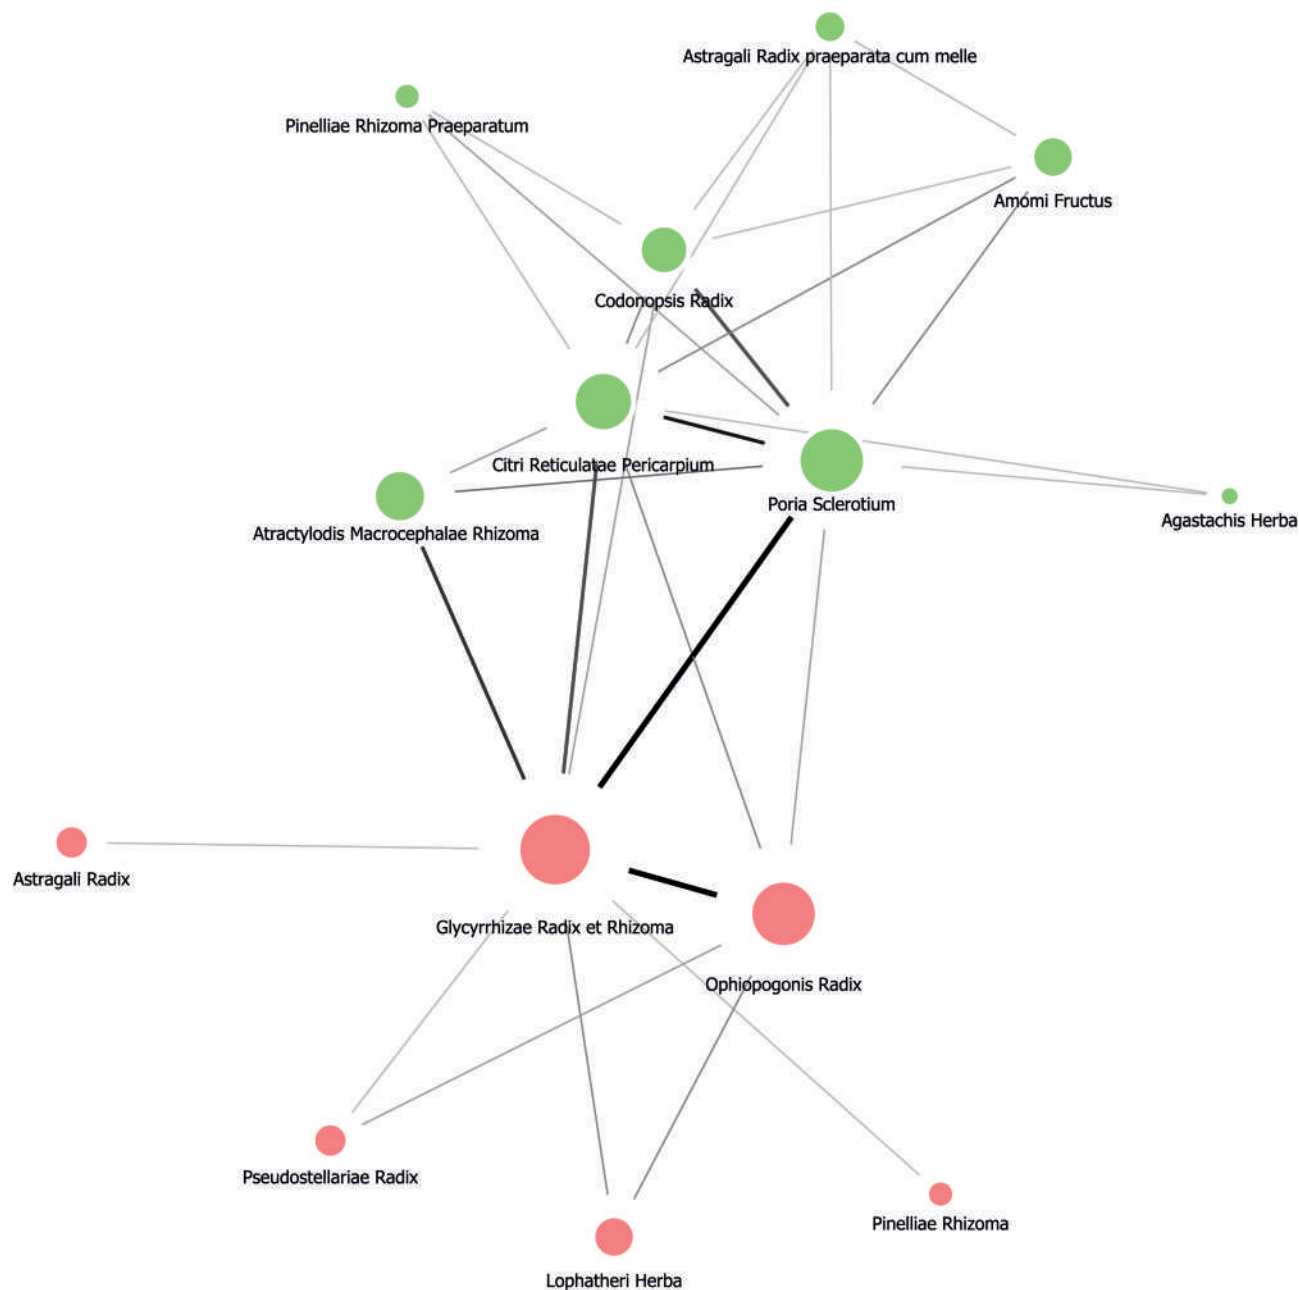 Astragali Radix praeparata cum melle
Pinelliae Rhizoma Praeparatum
Amomi Fructus
Codonopsis Radix
Citri Reticulatae Pericarpium
Poria Sclerotium
Agastachis Herba
Atractylodis Macrocephalae Rhizoma
Astragali Radix
Glycyrrhizae Radix et Rhizoma
Ophiopogonis Radix
Pseudostellariae Radix
Pinelliae Rhizoma
Lophatheri Herba